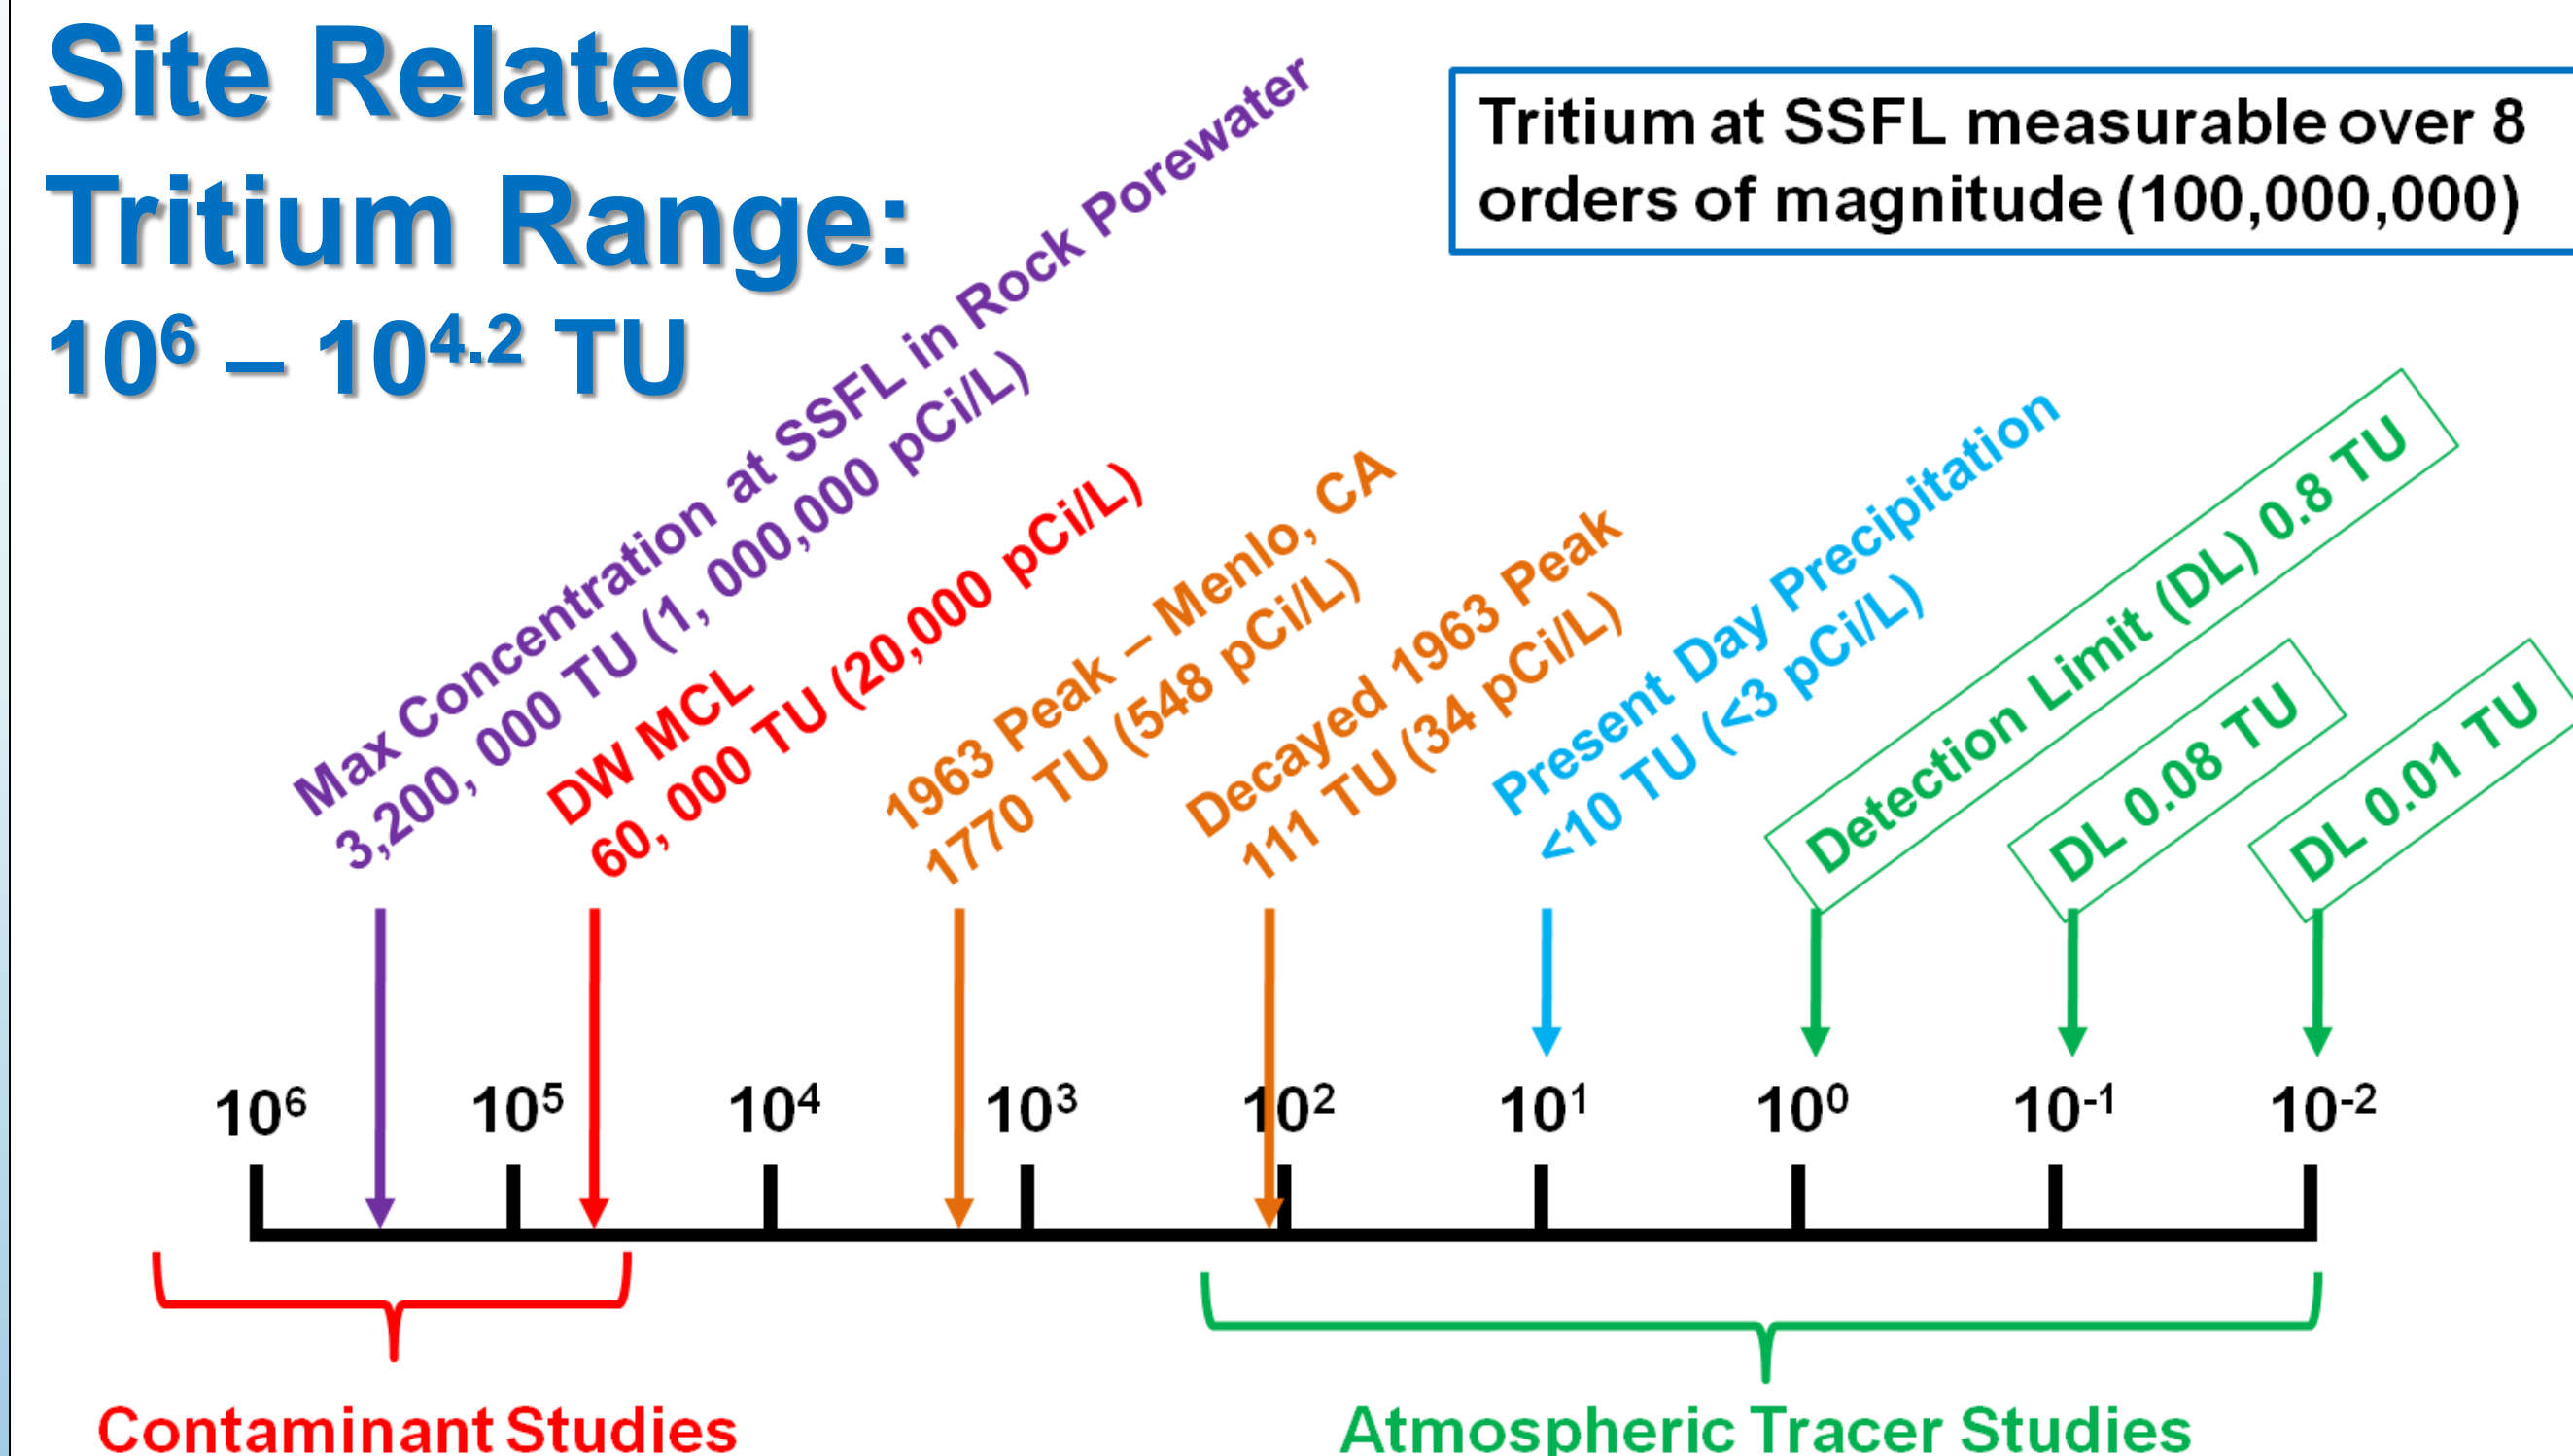 Site Related
Tritium Range:
10⁶ – 10⁴·² TU
Tritium at SSFL measurable over 8
orders of magnitude (100,000,000)
Max Concentration at SSFL in Rock Porewater
3,200, 000 TU (1, 000,000 pCi/L)
DW MCL
60, 000 TU (20,000 pCi/L)
1963 Peak – Menlo, CA
1770 TU (548 pCi/L)
Decayed 1963 Peak
111 TU (34 pCi/L)
Present Day Precipitation
<10 TU (<3 pCi/L)
Detection Limit (DL) 0.8 TU
DL 0.08 TU
DL 0.01 TU
10⁶ 10⁵ 10⁴ 10³ 10² 10¹ 10⁰ 10⁻¹ 10⁻²
Contaminant Studies
Atmospheric Tracer Studies